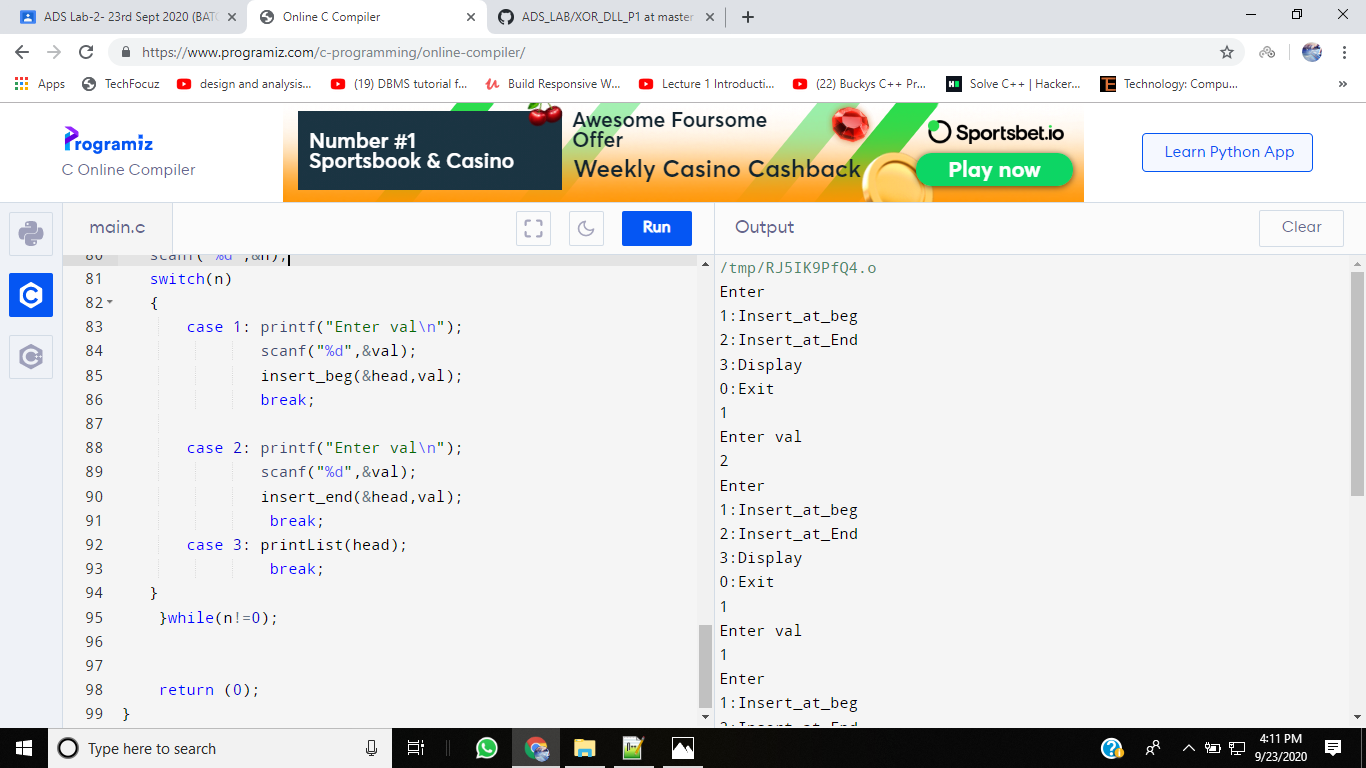 ADS Lab-2- 23rd Sept 2020 (BATC
Online C Compiler
ADS_LAB/XOR_DLL_P1 at master
https://www.programiz.com/c-programming/online-compiler/
Apps
TechFocuz
design and analysis...
(19) DBMS tutorial f...
Build Responsive W...
Lecture 1 Introducti...
(22) Buckys C++ Pr...
Solve C++ | Hacker...
Technology: Compu...
»
Programiz
C Online Compiler
Number #1
Sportsbook & Casino
Awesome Foursome
Offer
Weekly Casino Cashback
Sportsbet.io
Play now
Learn Python App
main.c
Run
Output
Clear
80 scanf("%d",&n);
81 switch(n)
82 {
83 case 1: printf("Enter val\n");
84 scanf("%d",&val);
85 insert_beg(&head,val);
86 break;
87
88 case 2: printf("Enter val\n");
89 scanf("%d",&val);
90 insert_end(&head,val);
91 break;
92 case 3: printList(head);
93 break;
94 }
95 }while(n!=0);
96
97
98 return (0);
99 }
/tmp/RJ5IK9PfQ4.o
Enter
1:Insert_at_beg
2:Insert_at_End
3:Display
0:Exit
1
Enter val
2
Enter
1:Insert_at_beg
2:Insert_at_End
3:Display
0:Exit
1
Enter val
1
Enter
1:Insert_at_beg
2:Insert_at_End
Type here to search
4:11 PM
9/23/2020